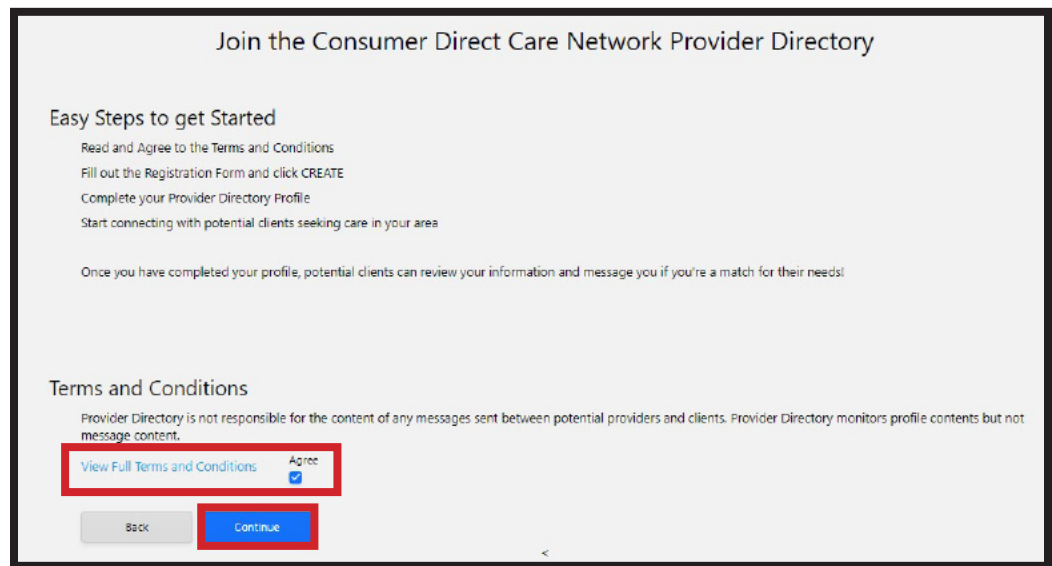 Join the Consumer Direct Care Network Provider Directory
Easy Steps to get Started
Read and Agree to the Terms and Conditions
Fill out the Registration Form and click CREATE
Complete your Provider Directory Profile
Start connecting with potential clients seeking care in your area
Once you have completed your profile, potential clients can review your information and message you if you're a match for their needs!
Terms and Conditions
Provider Directory is not responsible for the content of any messages sent between potential providers and clients. Provider Directory monitors profile contents but not
message content.
View Full Terms and Conditions Agree
Back Continue
<